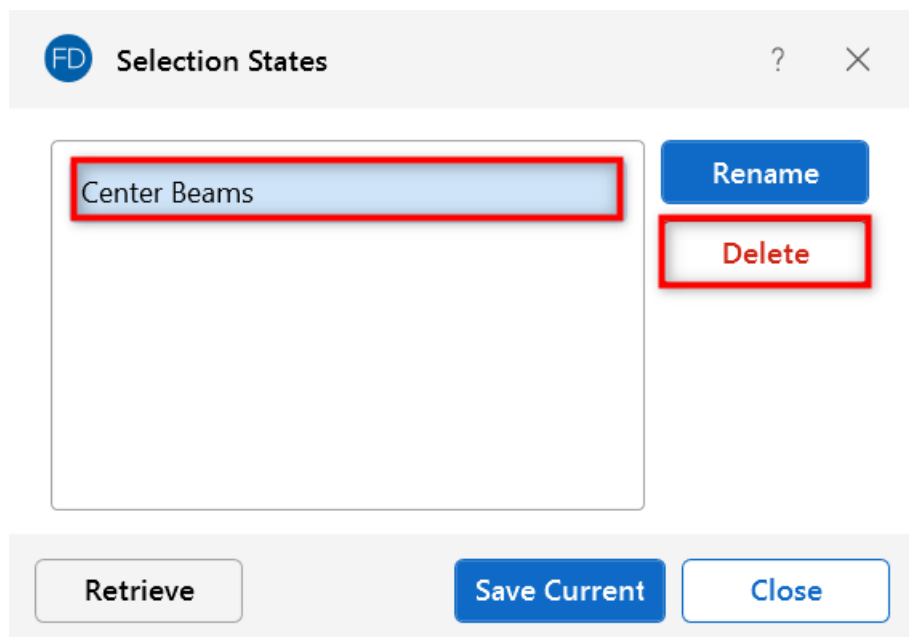 FD Selection States ?
Center Beams
Rename
Delete
Retrieve Save Current Close